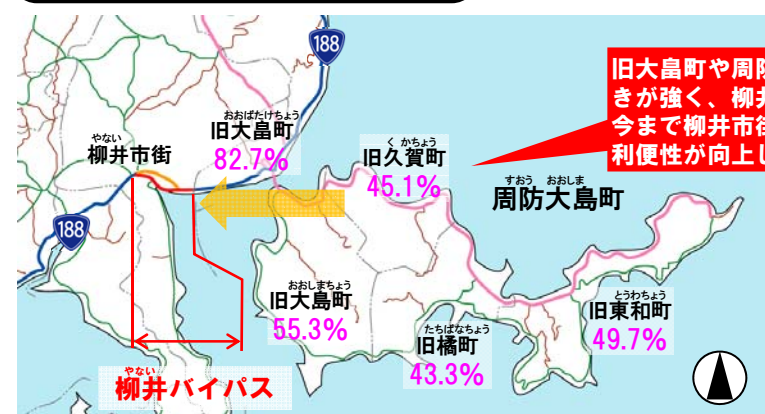 188
旧大畠町や周防
きが強く、柳井
今まで柳井市街
利便性が向上し
おおばたけちょう
旧大畠町
82.7%
やない
柳井市街
くかちょう
旧久賀町
45.1%
すおう おおしま
周防大島町
188
おおしまちょう
旧大島町
55.3%
とうわちょう
旧東和町
49.7%
たちばなちょう
旧橘町
43.3%
やない
柳井バイパス